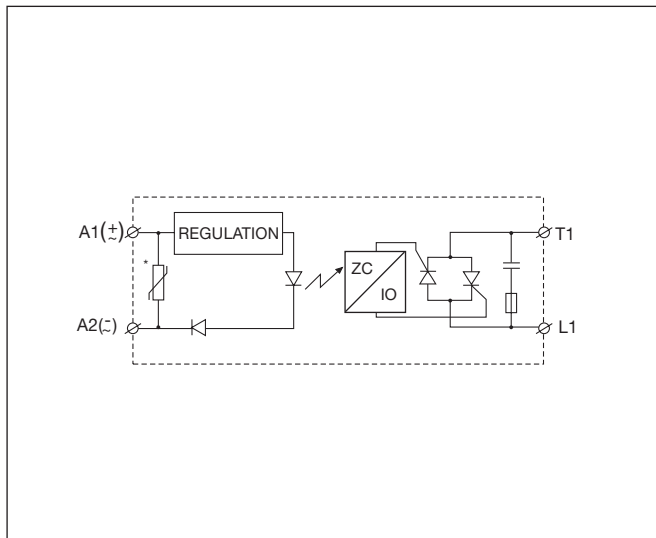 A1(±~)
REGULATION
T1
*
ZC
IO
A2(-~)
L1